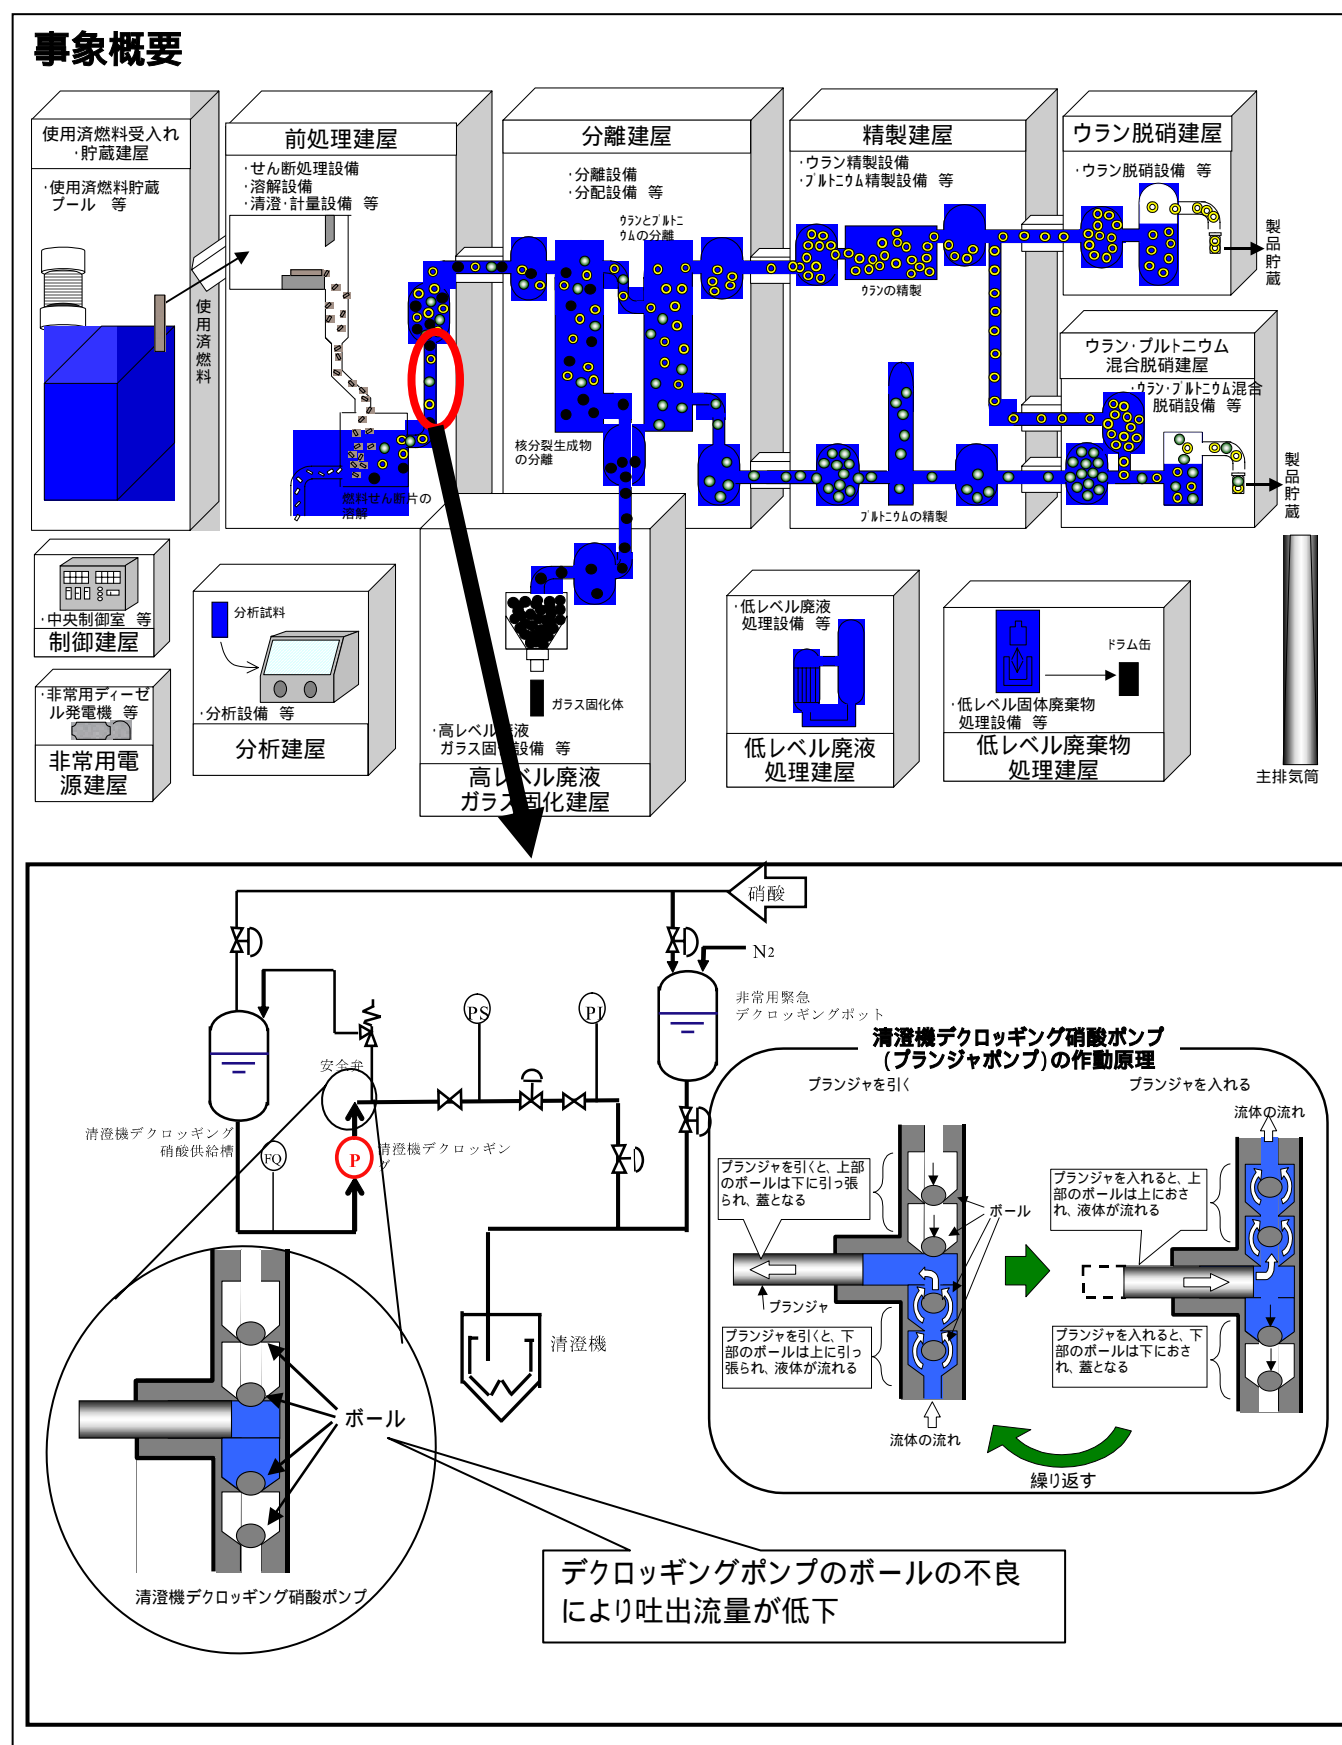 事象概要
使用済燃料受入れ
・貯蔵建屋
・使用済燃料貯蔵
プール 等
使用済燃料
前処理建屋
・せん断処理設備
・溶解設備
・清澄・計量設備 等
燃料せん断片の
溶解
分離建屋
・分離設備
・分配設備 等
ウランとプルトニ
ウムの分離
核分裂生成物
の分離
精製建屋
・ウラン精製設備
・プルトニウム精製設備 等
ウランの精製
プルトニウムの精製
ウラン脱硝建屋
・ウラン脱硝設備 等
製品貯蔵
ウラン・プルトニウム
混合脱硝建屋
・ウラン・プルトニウム混合
脱硝設備 等
製品貯蔵
・中央制御室 等
制御建屋
・非常用ディーゼ
ル発電機 等
非常用電
源建屋
分析試料
・分析設備 等
分析建屋
ガラス固化体
・高レベル廃液
ガラス固化設備 等
高レベル廃液
ガラス固化建屋
・低レベル廃液
処理設備 等
低レベル廃液
処理建屋
ドラム缶
・低レベル固体廃棄物
処理設備 等
低レベル廃棄物
処理建屋
主排気筒
硝酸
N2
非常用緊急
デクロッギングポット
PS
PI
安全弁
清澄機デクロッギング
硝酸供給槽
FQ
P
清澄機デクロッギン
グ
清澄機
ボール
清澄機デクロッギング硝酸ポンプ
デクロッギングポンプのボールの不良
により吐出流量が低下
清澄機デクロッギング硝酸ポンプ
(プランジャポンプ)の作動原理
プランジャを引く
プランジャを引くと、上部
のボールは下に引っ張
られ、蓋となる
ボール
プランジャ
プランジャを引くと、下
部のボールは上に引っ
張られ、液体が流れる
流体の流れ
プランジャを入れる
流体の流れ
プランジャを入れると、上
部のボールは上におさ
れ、液体が流れる
プランジャを入れると、下
部のボールは下におさ
れ、蓋となる
繰り返す